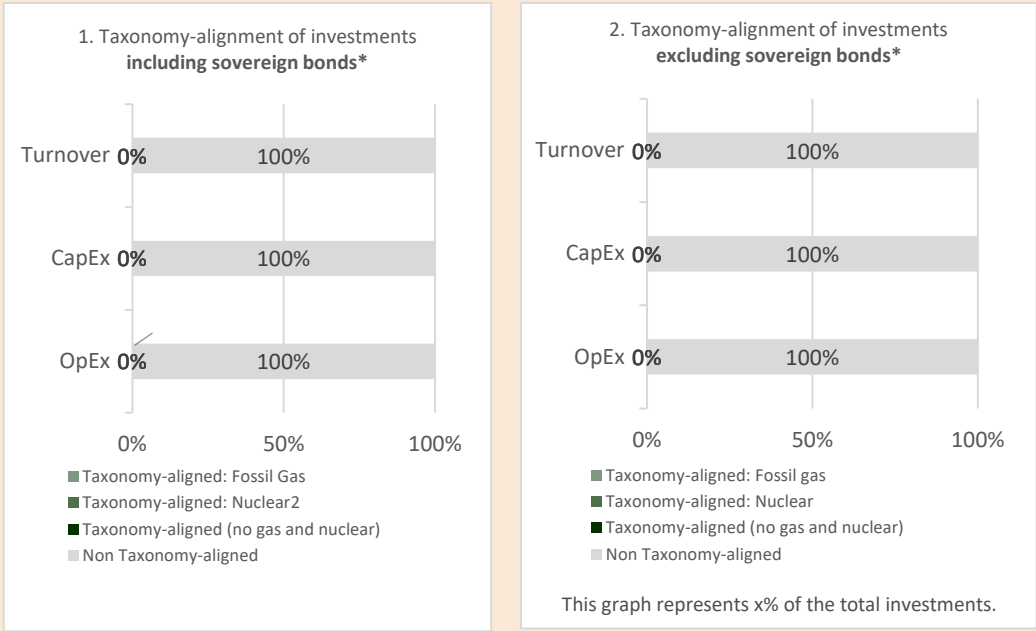 1. Taxonomy-alignment of investments
including sovereign bonds*
Turnover 0% 100%
CapEx 0% 100%
OpEx 0% 100%
0% 50% 100%
Taxonomy-aligned: Fossil Gas
Taxonomy-aligned: Nuclear2
Taxonomy-aligned (no gas and nuclear)
Non Taxonomy-aligned
2. Taxonomy-alignment of investments
excluding sovereign bonds*
Turnover 0% 100%
CapEx 0% 100%
OpEx 0% 100%
0% 50% 100%
Taxonomy-aligned: Fossil gas
Taxonomy-aligned: Nuclear
Taxonomy-aligned (no gas and nuclear)
Non Taxonomy-aligned
This graph represents x% of the total investments.